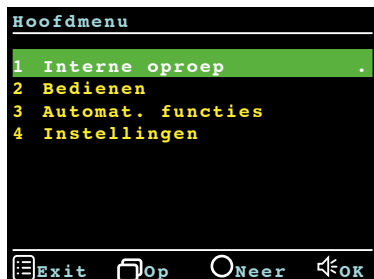 Hoofdmenu
1 Interne oproep .
2 Bedienen
3 Automat. functies
4 Instellingen
Exit Op Neer OK